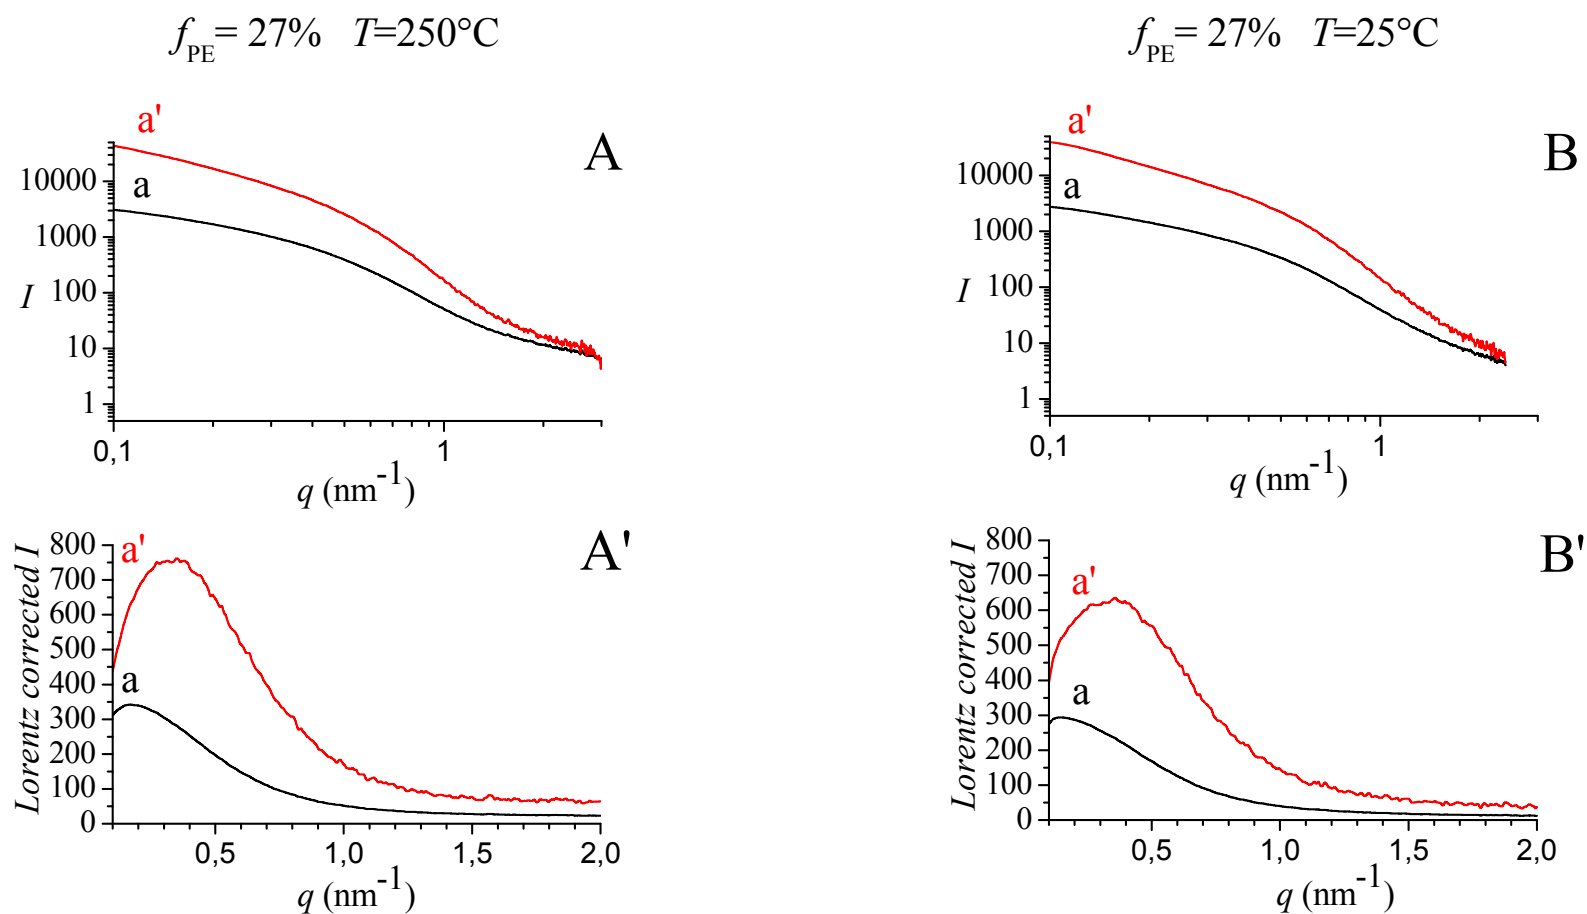 f_PE= 27% T=250°C
a'
A
a
10000
1000
I 100
10
1
0,1 1
q (nm^-1)
f_PE= 27% T=25°C
a'
B
a
10000
1000
I 100
10
1
0,1 1
q (nm^-1)
A'
a'
a
Lorentz corrected I
800
700
600
500
400
300
200
100
0
0,5 1,0 1,5 2,0
q (nm^-1)
B'
a'
a
Lorentz corrected I
800
700
600
500
400
300
200
100
0
0,5 1,0 1,5 2,0
q (nm^-1)